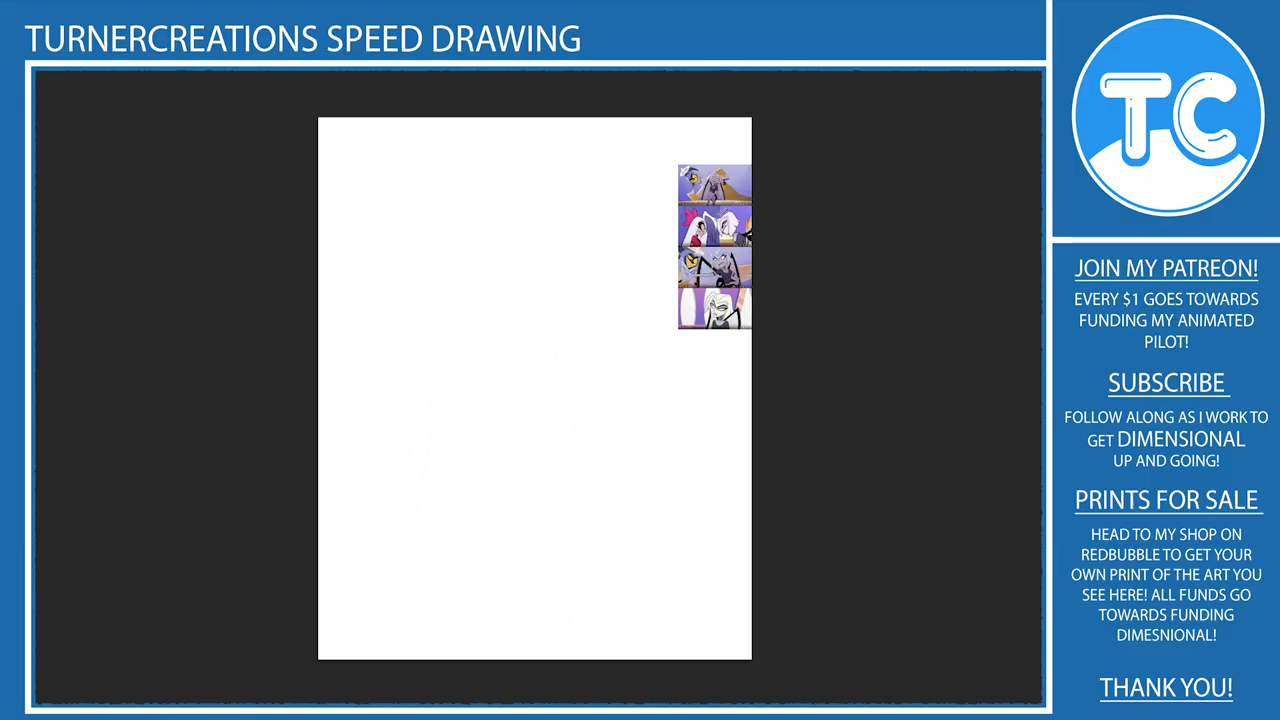 TURNERCREATIONS SPEED DRAWING
TC
JOIN MY PATREON!
EVERY $1 GOES TOWARDS
FUNDING MY ANIMATED
PILOT!
SUBSCRIBE
FOLLOW ALONG AS I WORK TO
GET DIMENSIONAL
UP AND GOING!
PRINTS FOR SALE
HEAD TO MY SHOP ON
REDBUBBLE TO GET YOUR
OWN PRINT OF THE ART YOU
SEE HERE! ALL FUNDS GO
TOWARDS FUNDING
DIMESNIONAL!
THANK YOU!